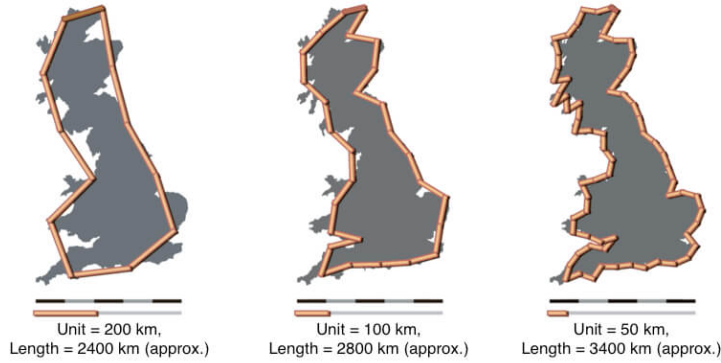 Unit = 200 km,
Length = 2400 km (approx.)
Unit = 100 km,
Length = 2800 km (approx.)
Unit = 50 km,
Length = 3400 km (approx.)